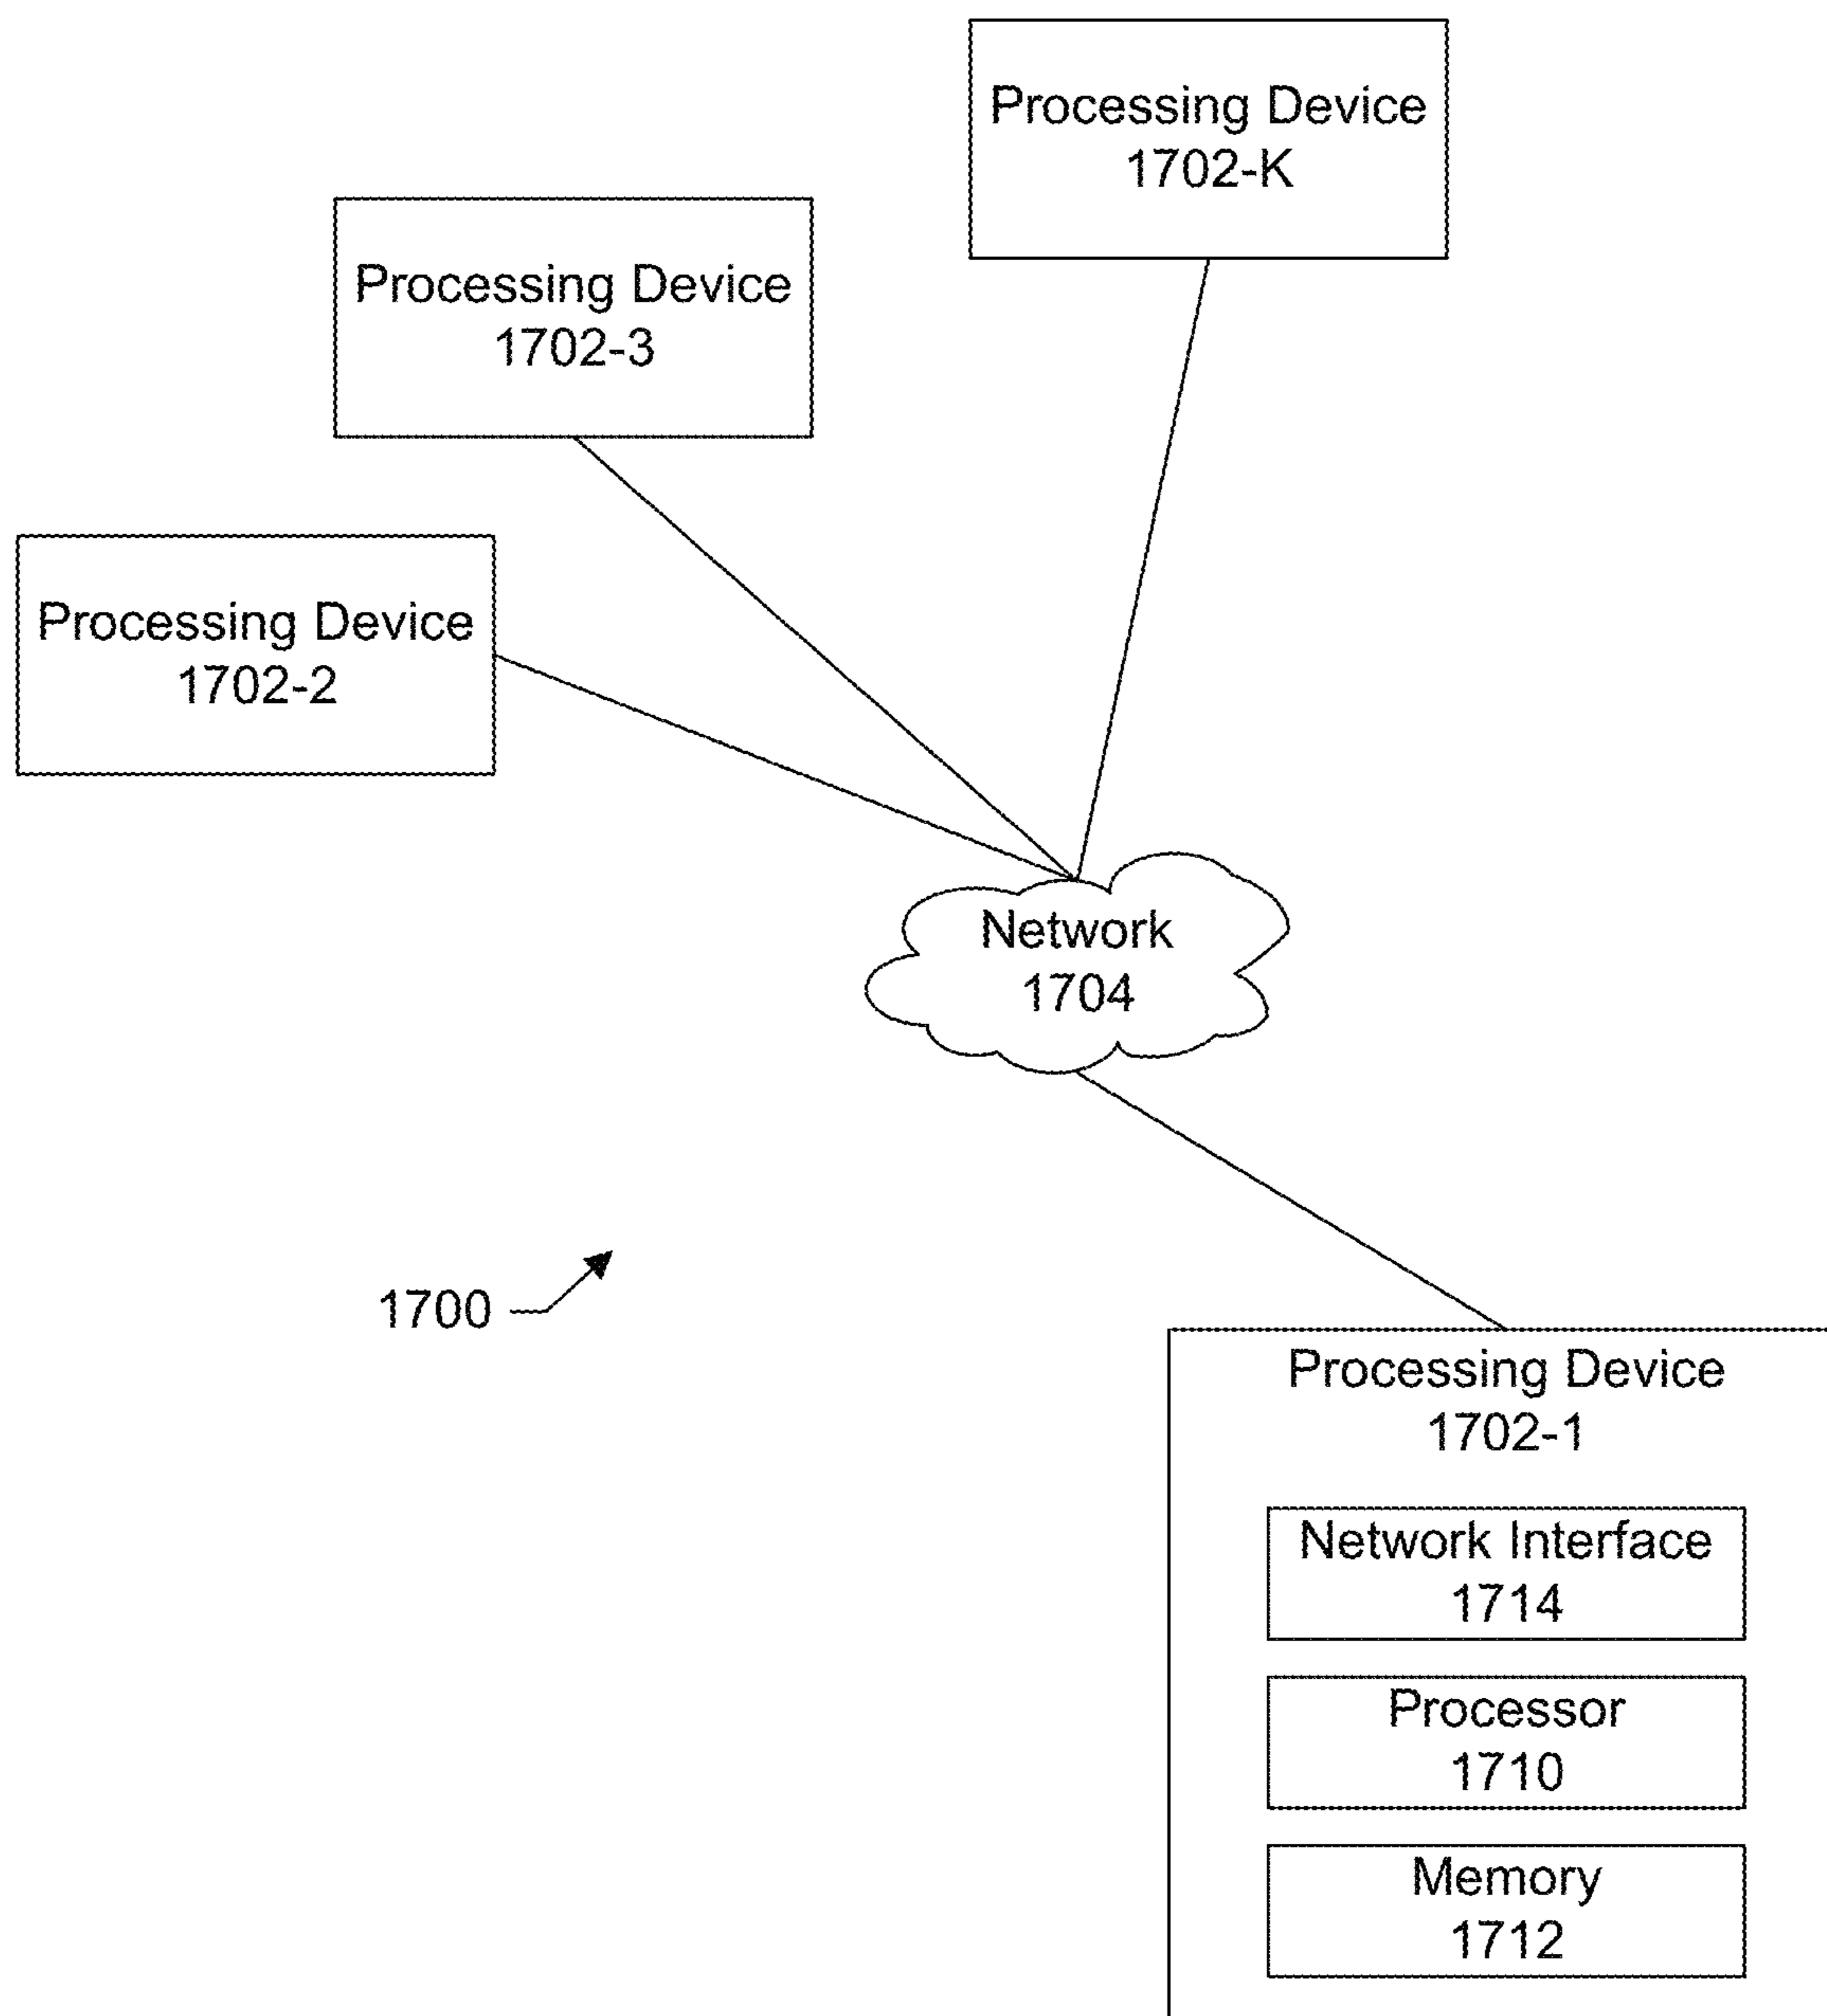 Processing Device
1702-K
Processing Device
1702-3
Processing Device
1702-2
Network
1704
1700
Processing Device
1702-1
Network Interface
1714
Processor
1710
Memory
1712